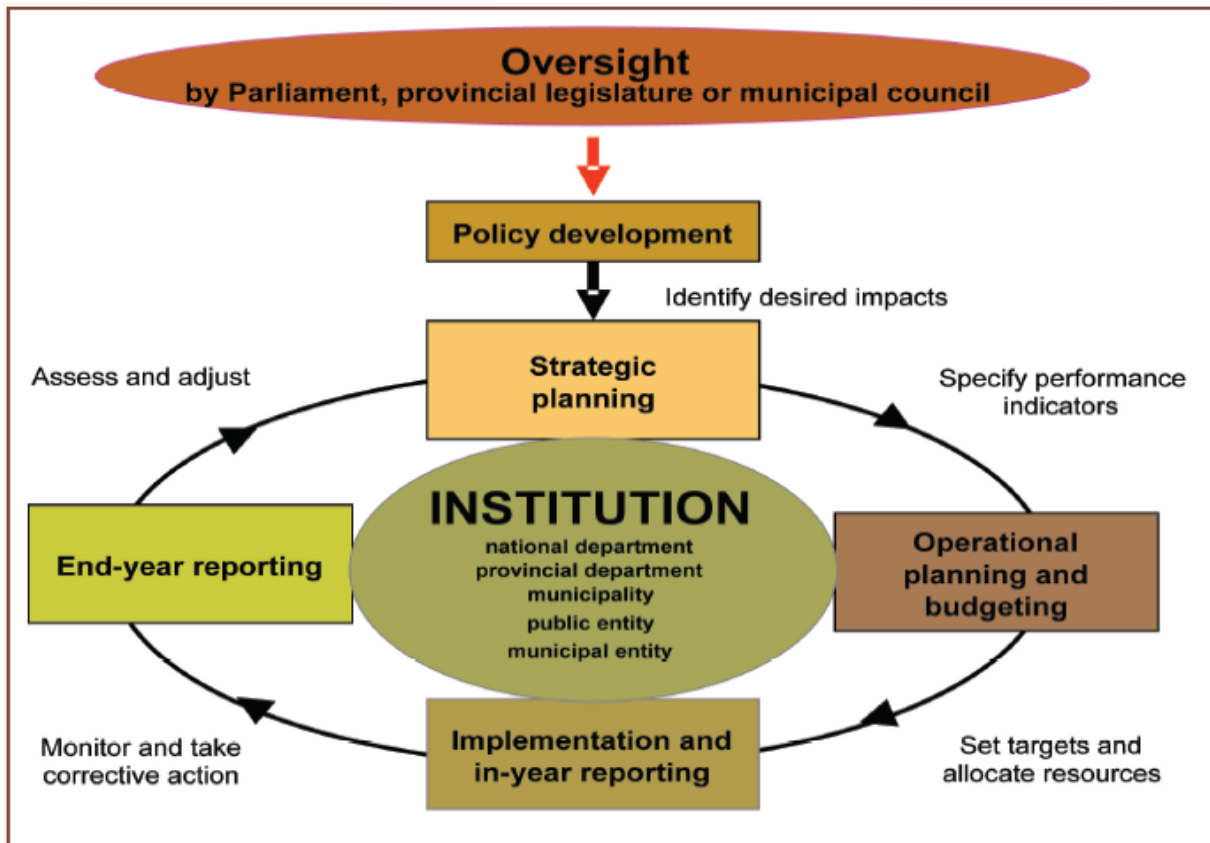 Oversight
by Parliament, provincial legislature or municipal council
Policy development
Identify desired impacts
Strategic
planning
Assess and adjust
Specify performance
indicators
INSTITUTION
national department
provincial department
municipality
public entity
municipal entity
End-year reporting
Operational
planning and
budgeting
Implementation and
in-year reporting
Monitor and take
corrective action
Set targets and
allocate resources